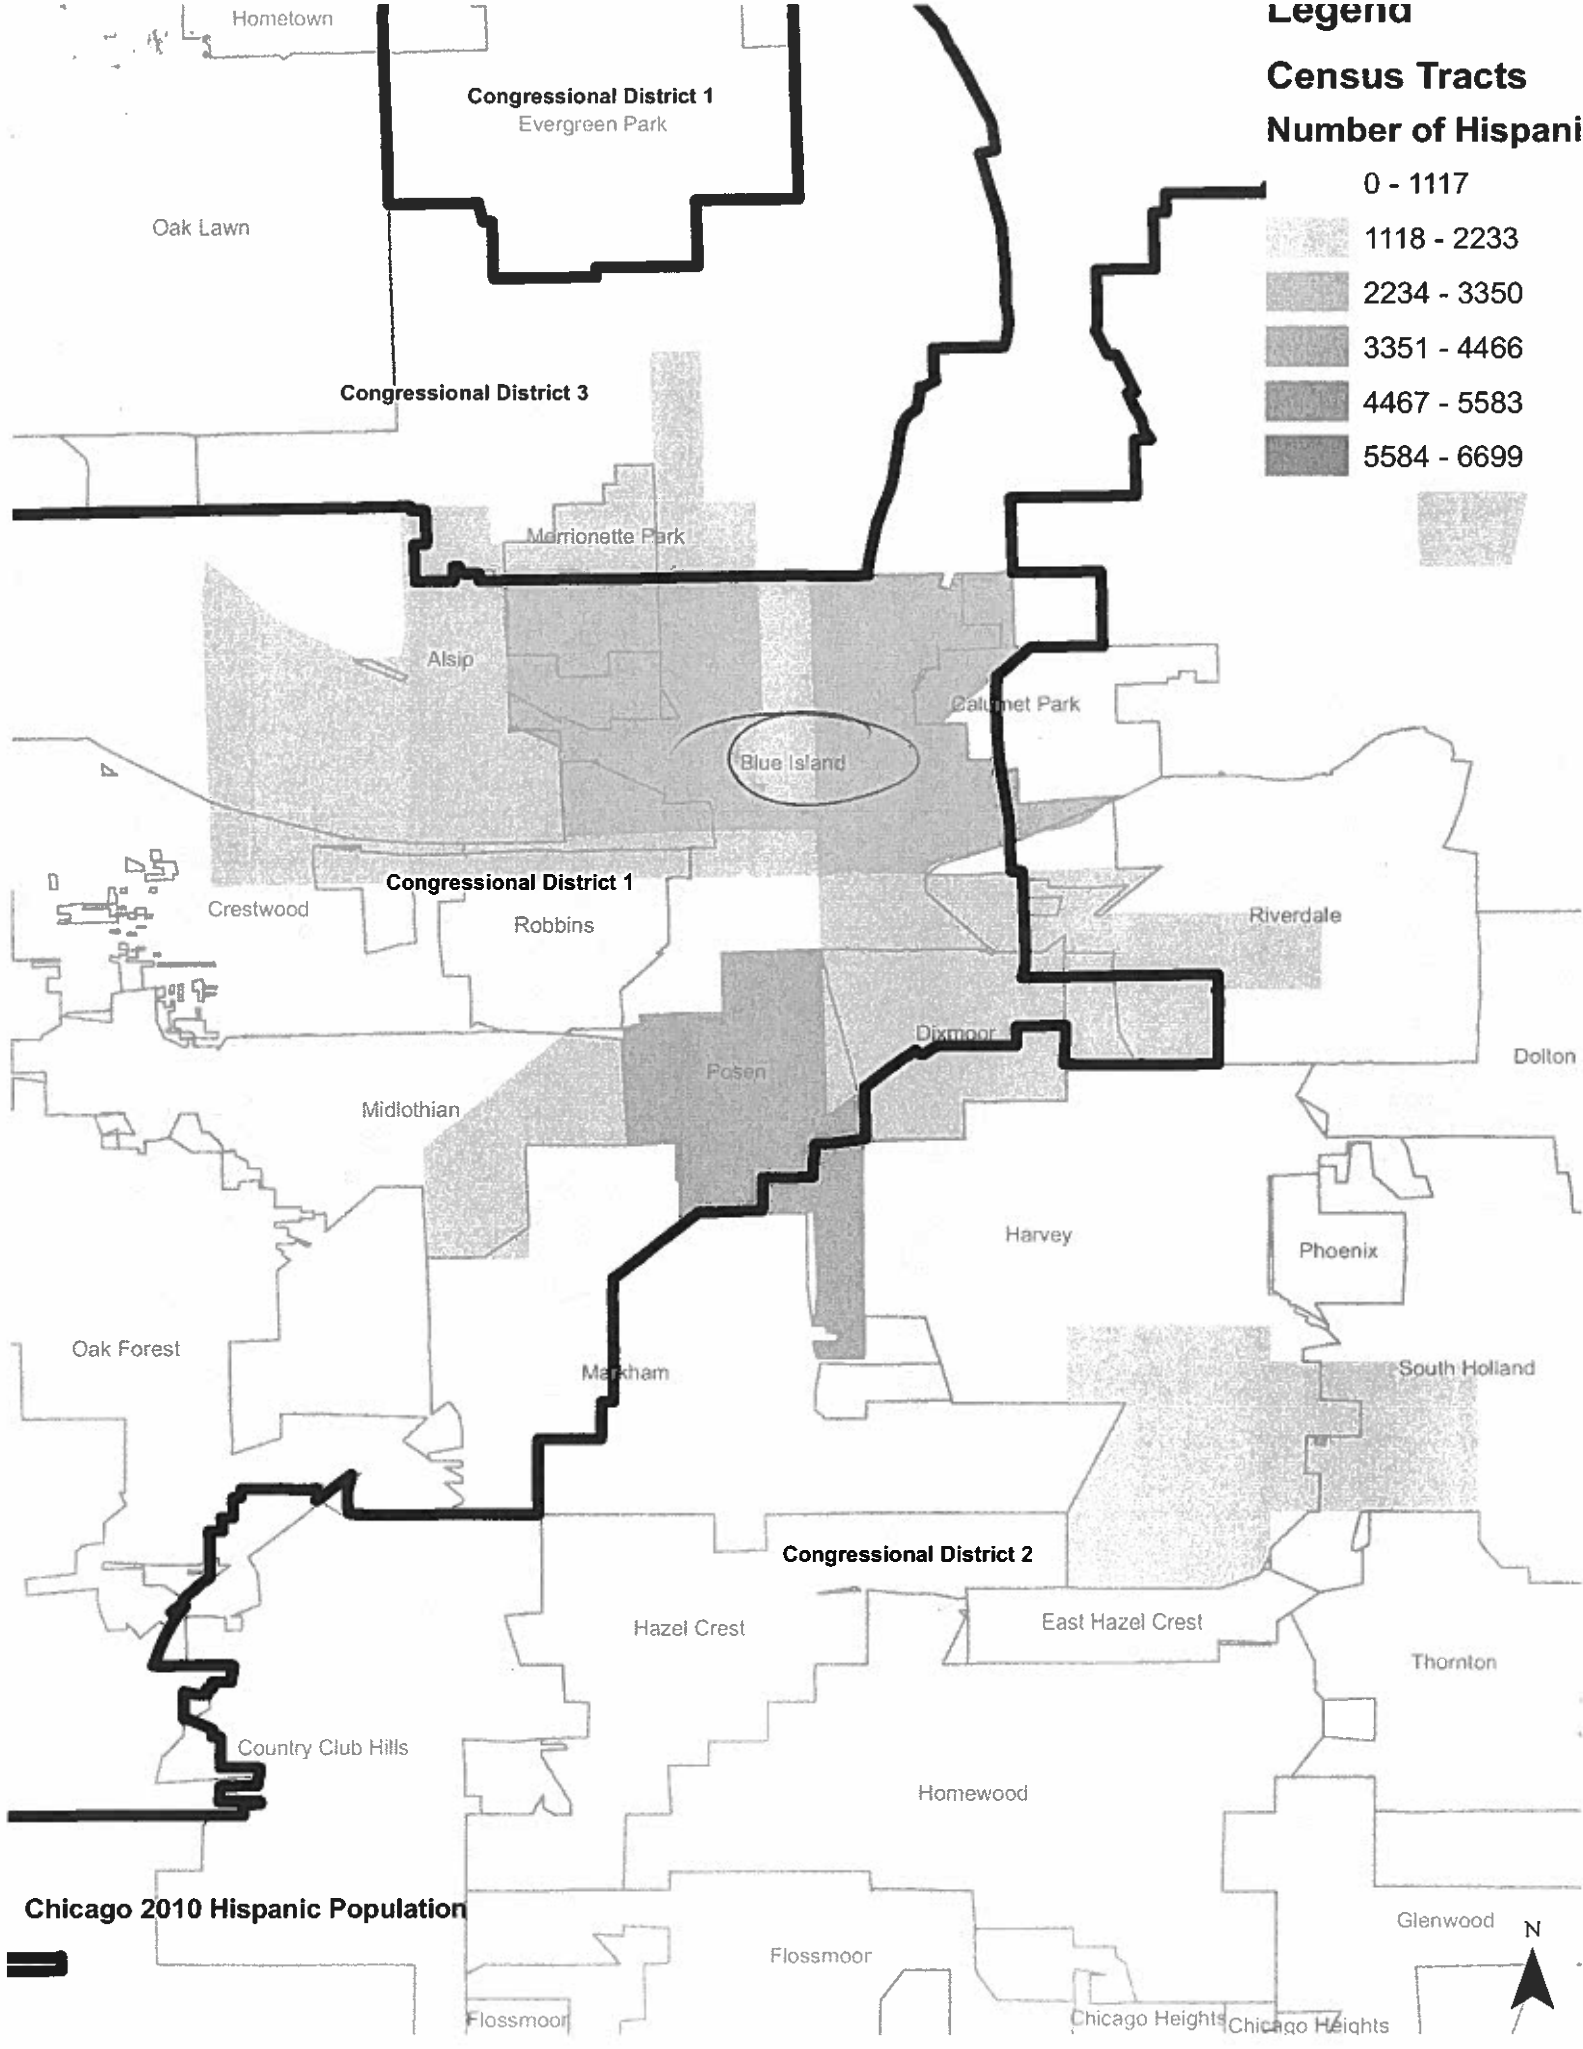 Hometown
Legend
Census Tracts
Number of Hispani
0 - 1117
1118 - 2233
2234 - 3350
3351 - 4466
4467 - 5583
5584 - 6699
Congressional District 1
Evergreen Park
Oak Lawn
Congressional District 3
Merrionette Park
Alsip
Calumet Park
Blue Island
Congressional District 1
Crestwood
Robbins
Riverdale
Dixmoor
Dolton
Posen
Midlothian
Harvey
Phoenix
Oak Forest
Markham
South Holland
Congressional District 2
Hazel Crest
East Hazel Crest
Thornton
Country Club Hills
Homewood
Chicago 2010 Hispanic Population
Glenwood
N
Flossmoor
Flossmoor
Chicago Heights
Chicago Heights